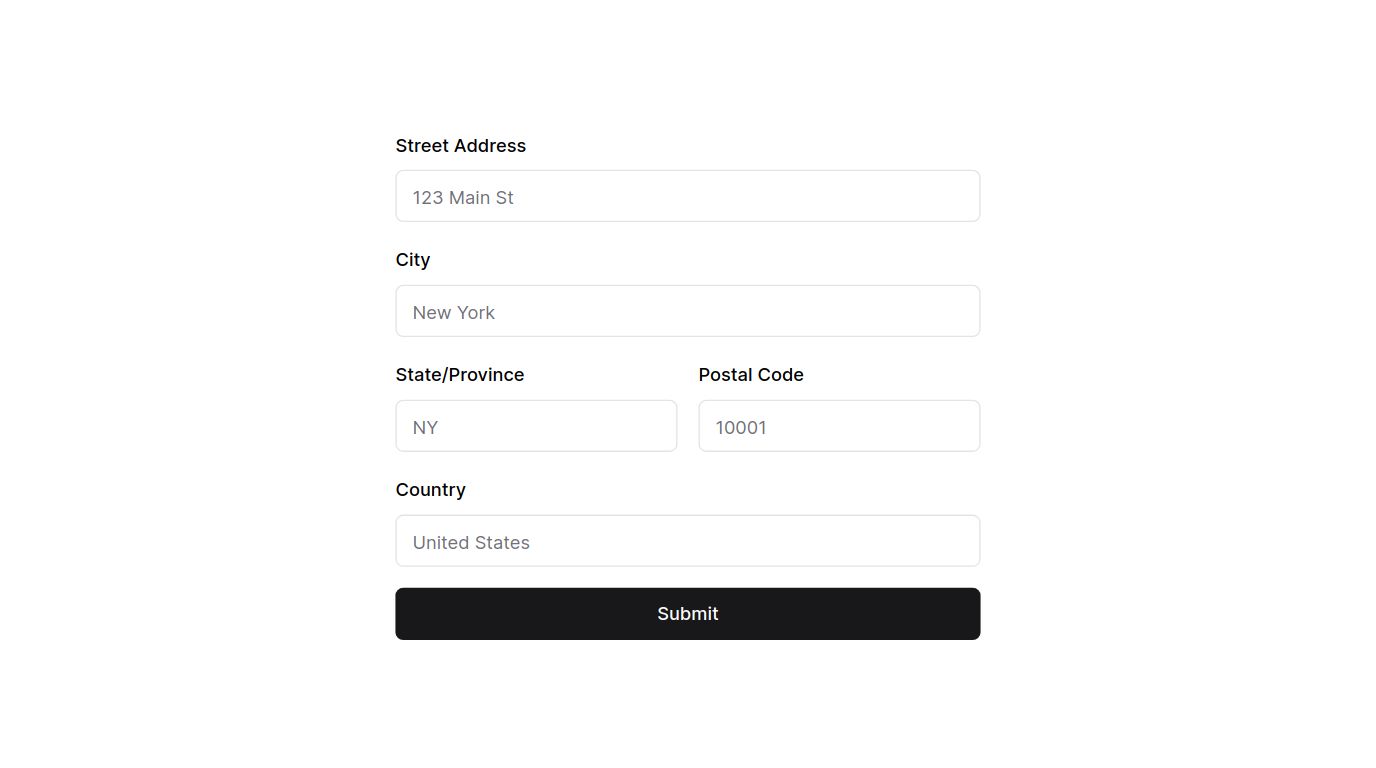 Street Address
123 Main St
City
New York
State/Province
Postal Code
NY
10001
Country
United States
Submit